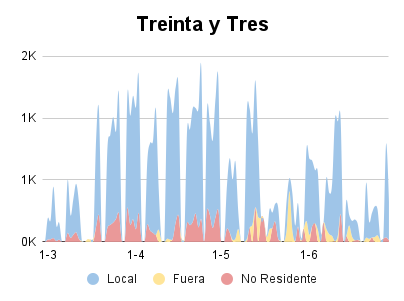 Treinta y Tres
2K
1K
1K
0K
1-3 1-4 1-5 1-6
Local Fuera No Residente